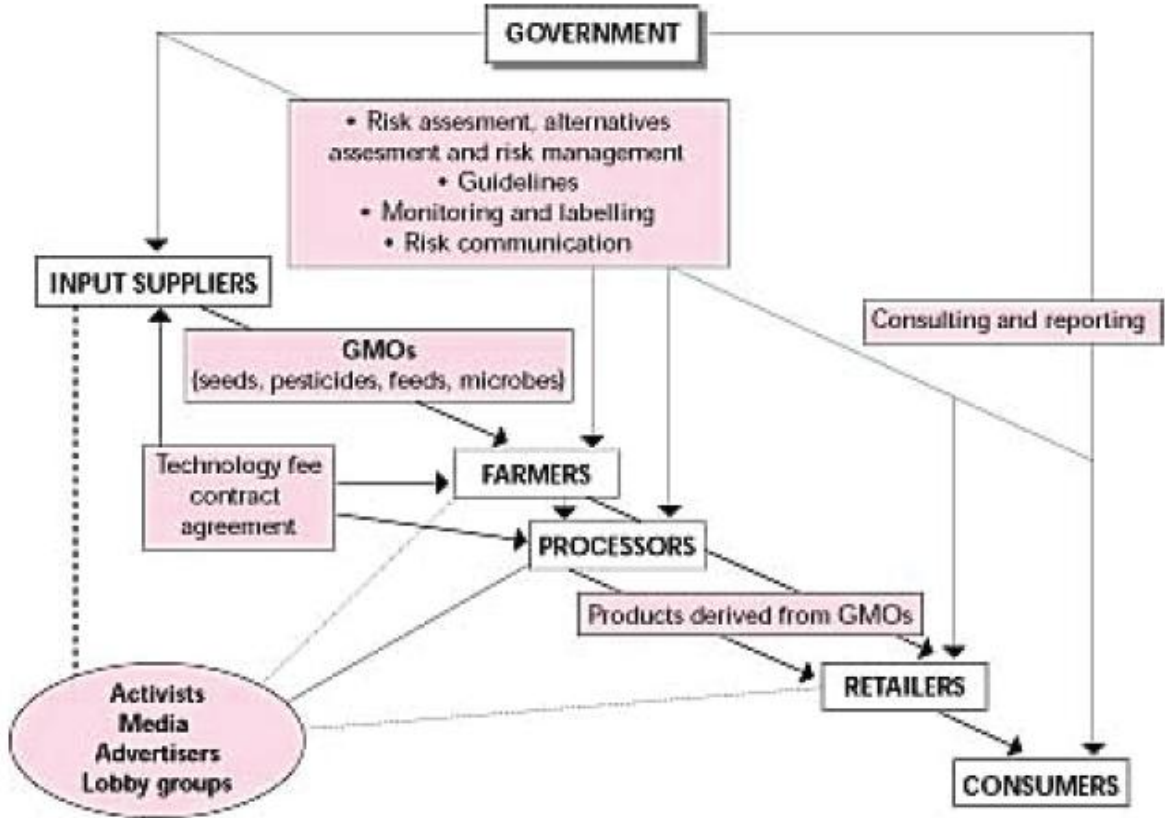 GOVERNMENT
• Risk assesment, alternatives
assesment and risk management
• Guidelines
• Monitoring and labelling
• Risk communication
INPUT SUPPLIERS
Consulting and reporting
GMOs
(seeds, pesticides, feeds, microbes)
Technology fee
contract
agreement
FARMERS
PROCESSORS
Products derived from GMOs
RETAILERS
Activists
Media
Advertisers
Lobby groups
CONSUMERS